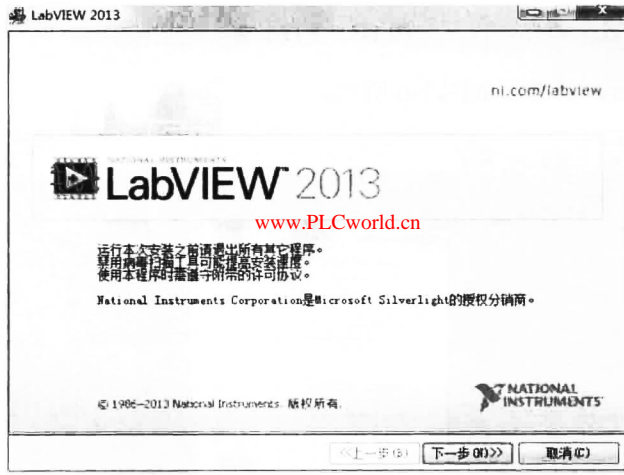 LabVIEW 2013
ni.com/labview
NATIONAL INSTRUMENTS
LabVIEW™ 2013
www.PLCworld.cn
运行本次安装之前请退出所有其它程序。
禁用病毒扫描工具可能提高安装速度。
使用本程序时需遵守附带的许可协议。
National Instruments Corporation是Microsoft Silverlight的授权分销商。
© 1986–2013 National Instruments. 版权所有.
NATIONAL
INSTRUMENTS
<<上一步(B) 下一步(N)>> 取消(C)